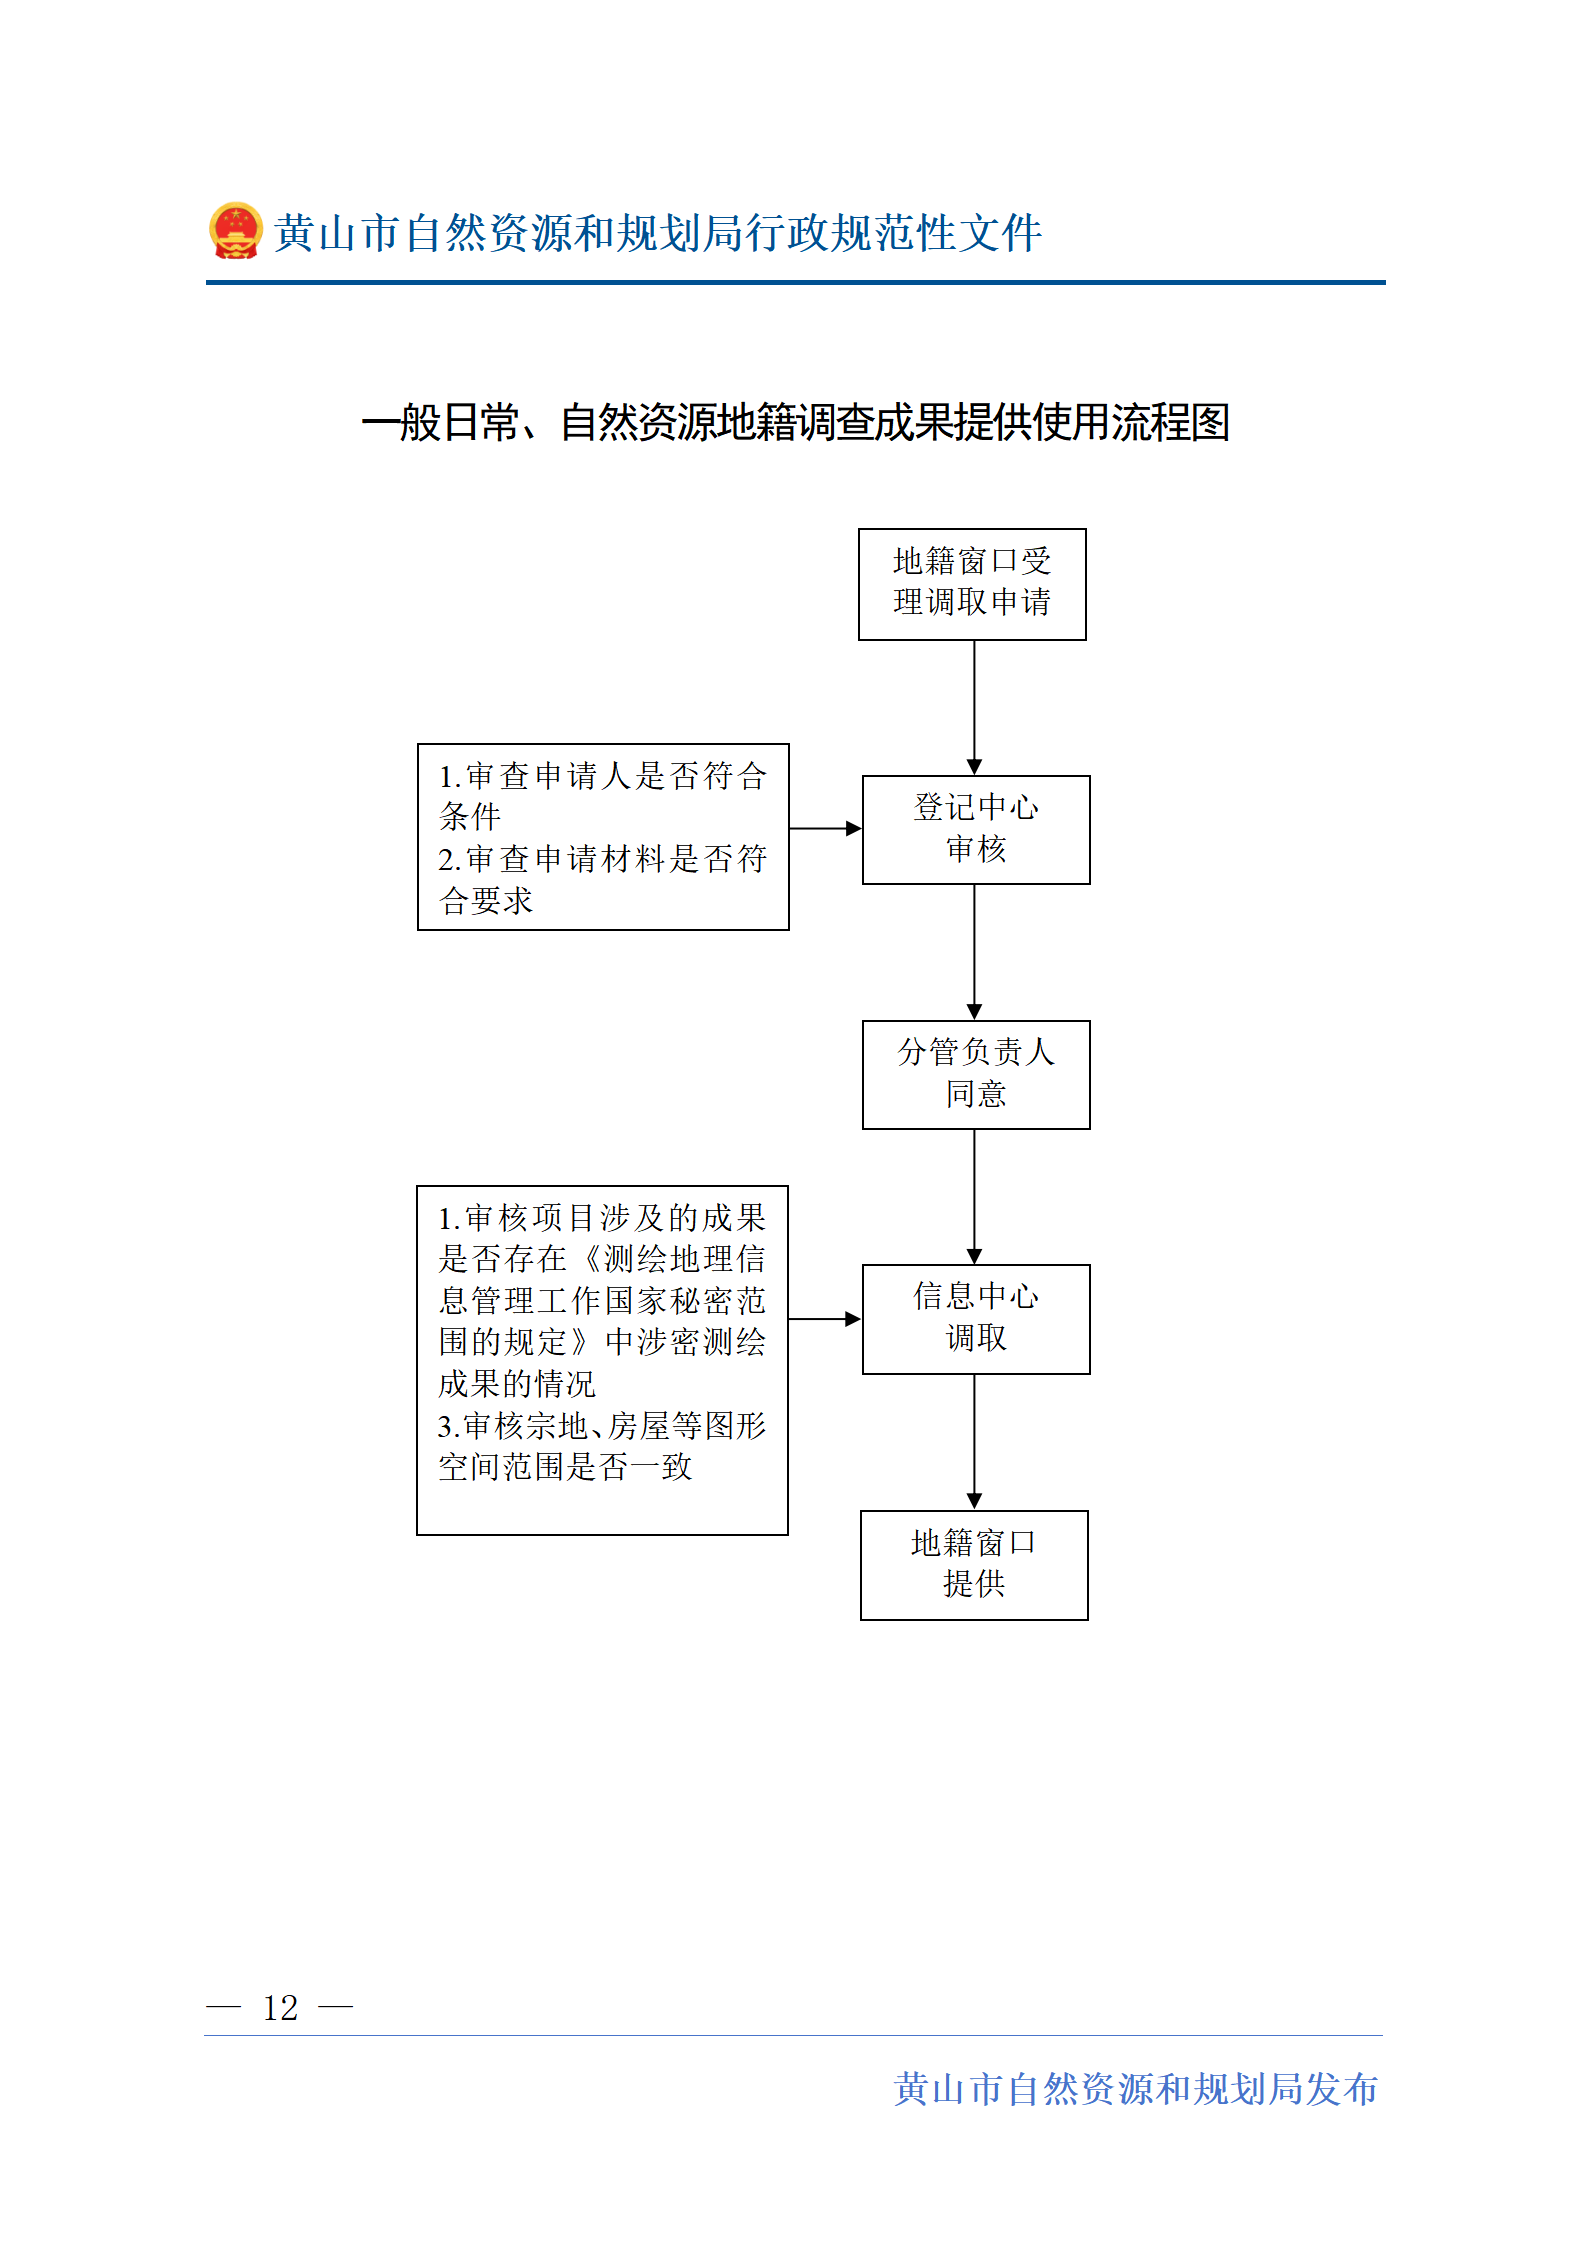 黄山市自然资源和规划局行政规范性文件
一般日常、自然资源地籍调查成果提供使用流程图
地籍窗口受
理调取申请
1.审查申请人是否符合
条件
2.审查申请材料是否符
合要求
登记中心
审核
分管负责人
同意
1.审核项目涉及的成果
是否存在《测绘地理信
息管理工作国家秘密范
围的规定》中涉密测绘
成果的情况
3.审核宗地、房屋等图形
空间范围是否一致
信息中心
调取
地籍窗口
提供
— 12 —
黄山市自然资源和规划局发布